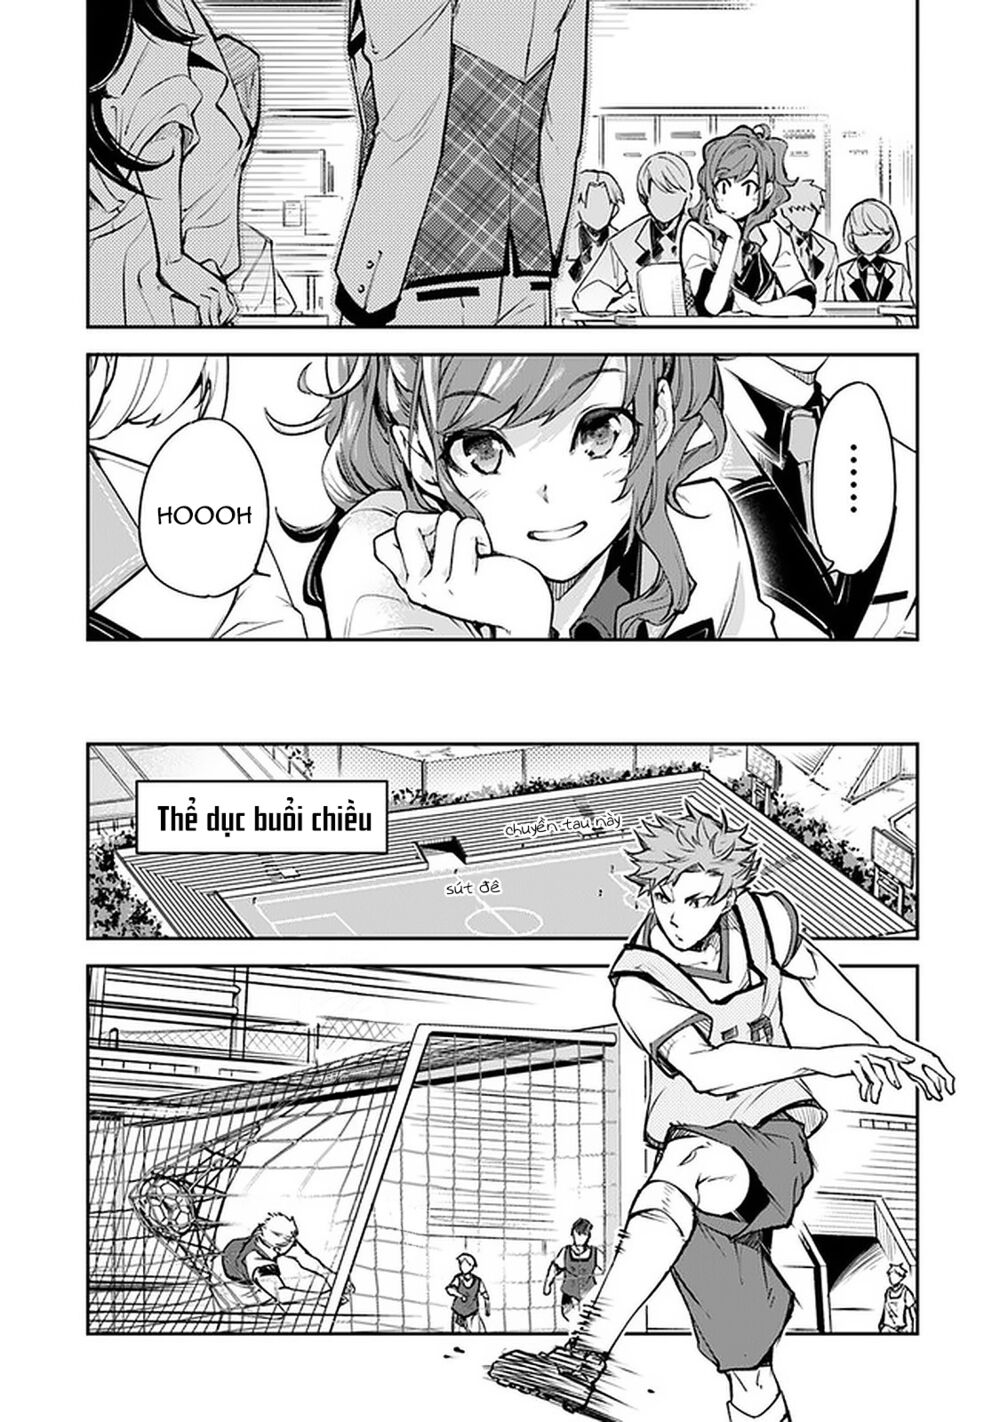 ......
HOOOH
Thể dục buổi chiều
chuyền tau này
sút đê